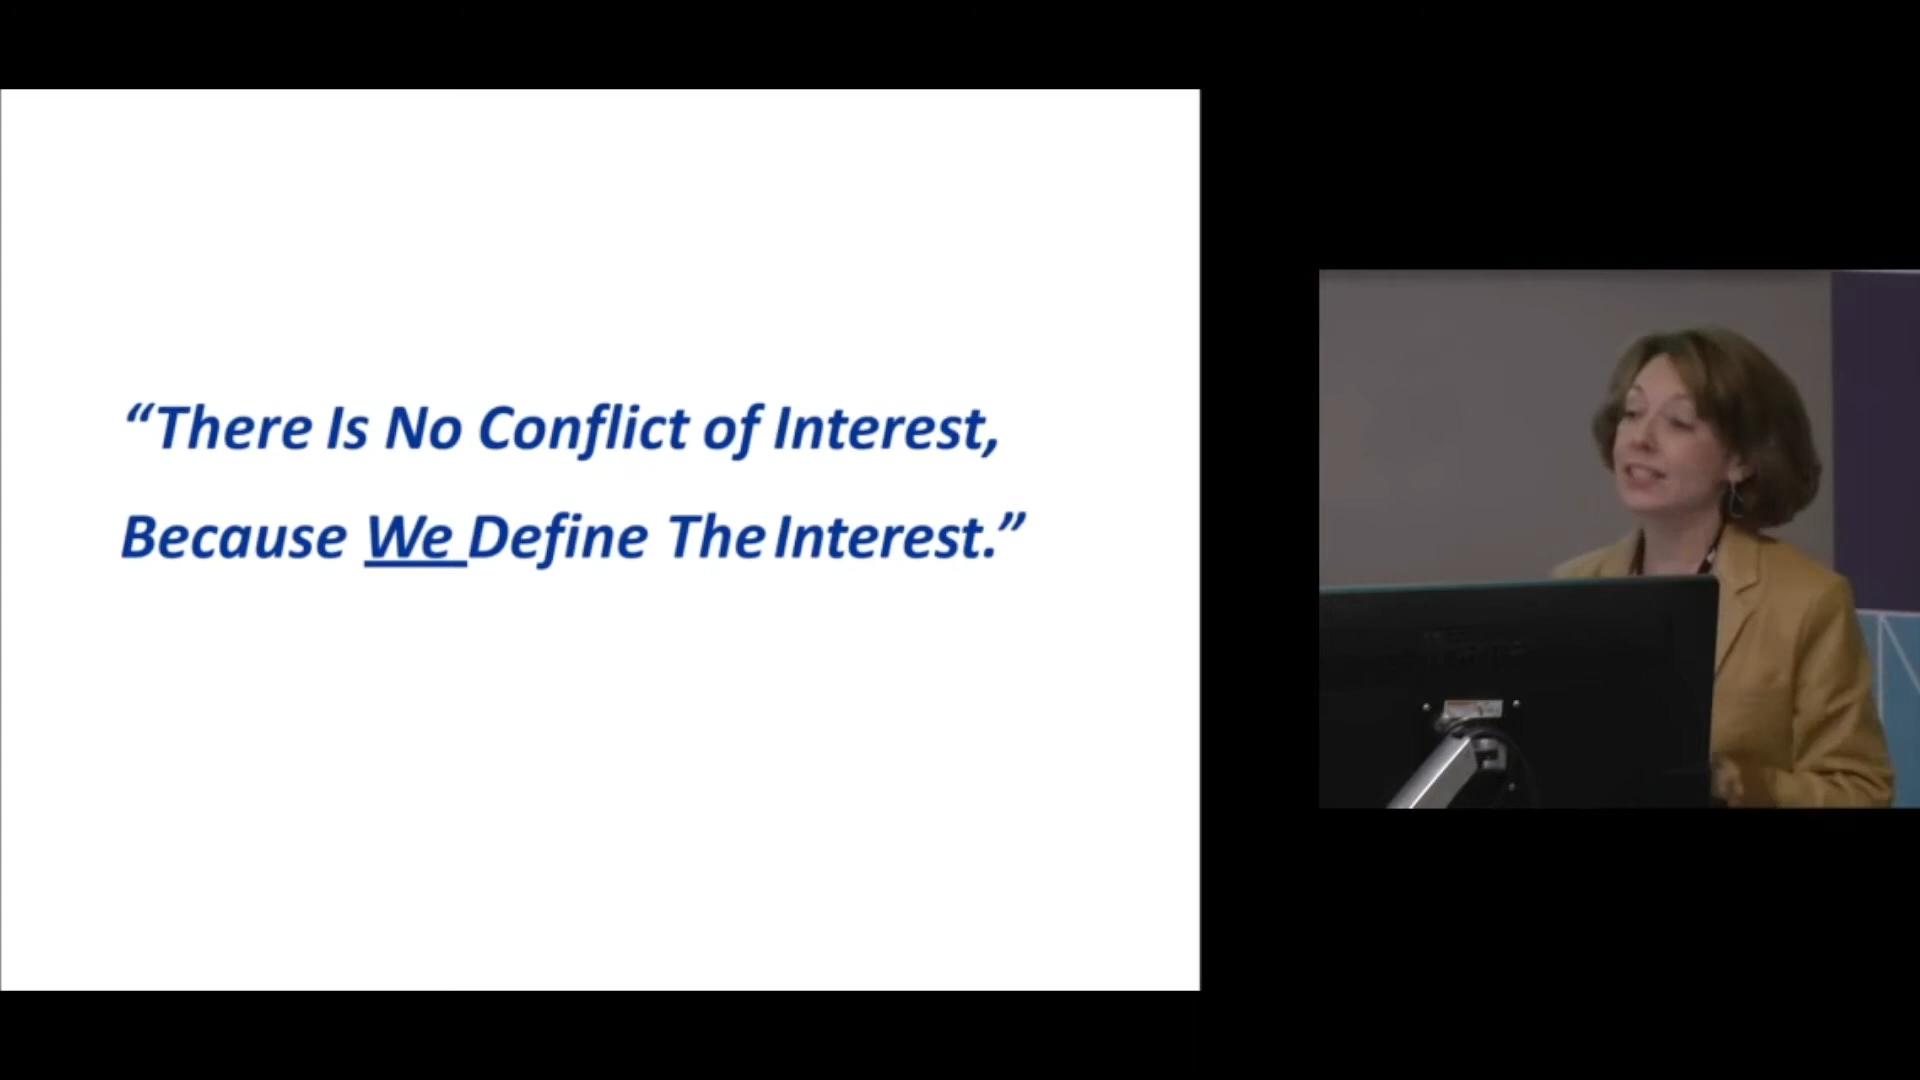 “There Is No Conflict of Interest,
Because We Define The Interest.”